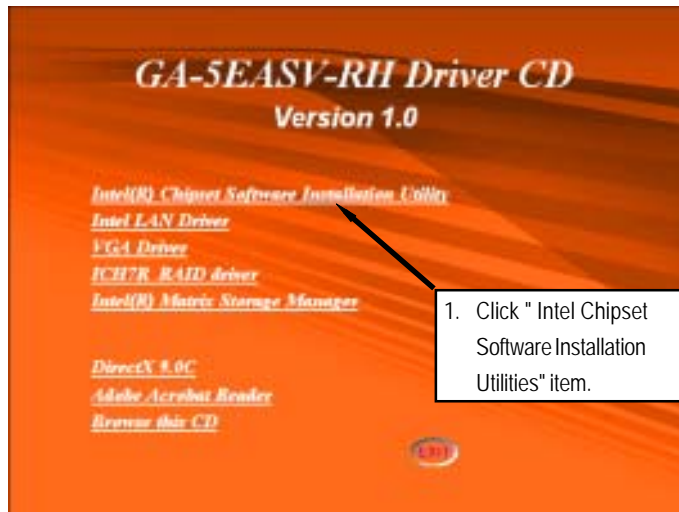 GA-5EASV-RH Driver CD
Version 1.0
Intel(R) Chipset Software Installation Utility
Intel LAN Driver
VGA Driver
ICH7R RAID driver
Intel(R) Matrix Storage Manager
1. Click " Intel Chipset
Software Installation
Utilities" item.
DirectX 9.0C
Adobe Acrobat Reader
Browse this CD
EXIT